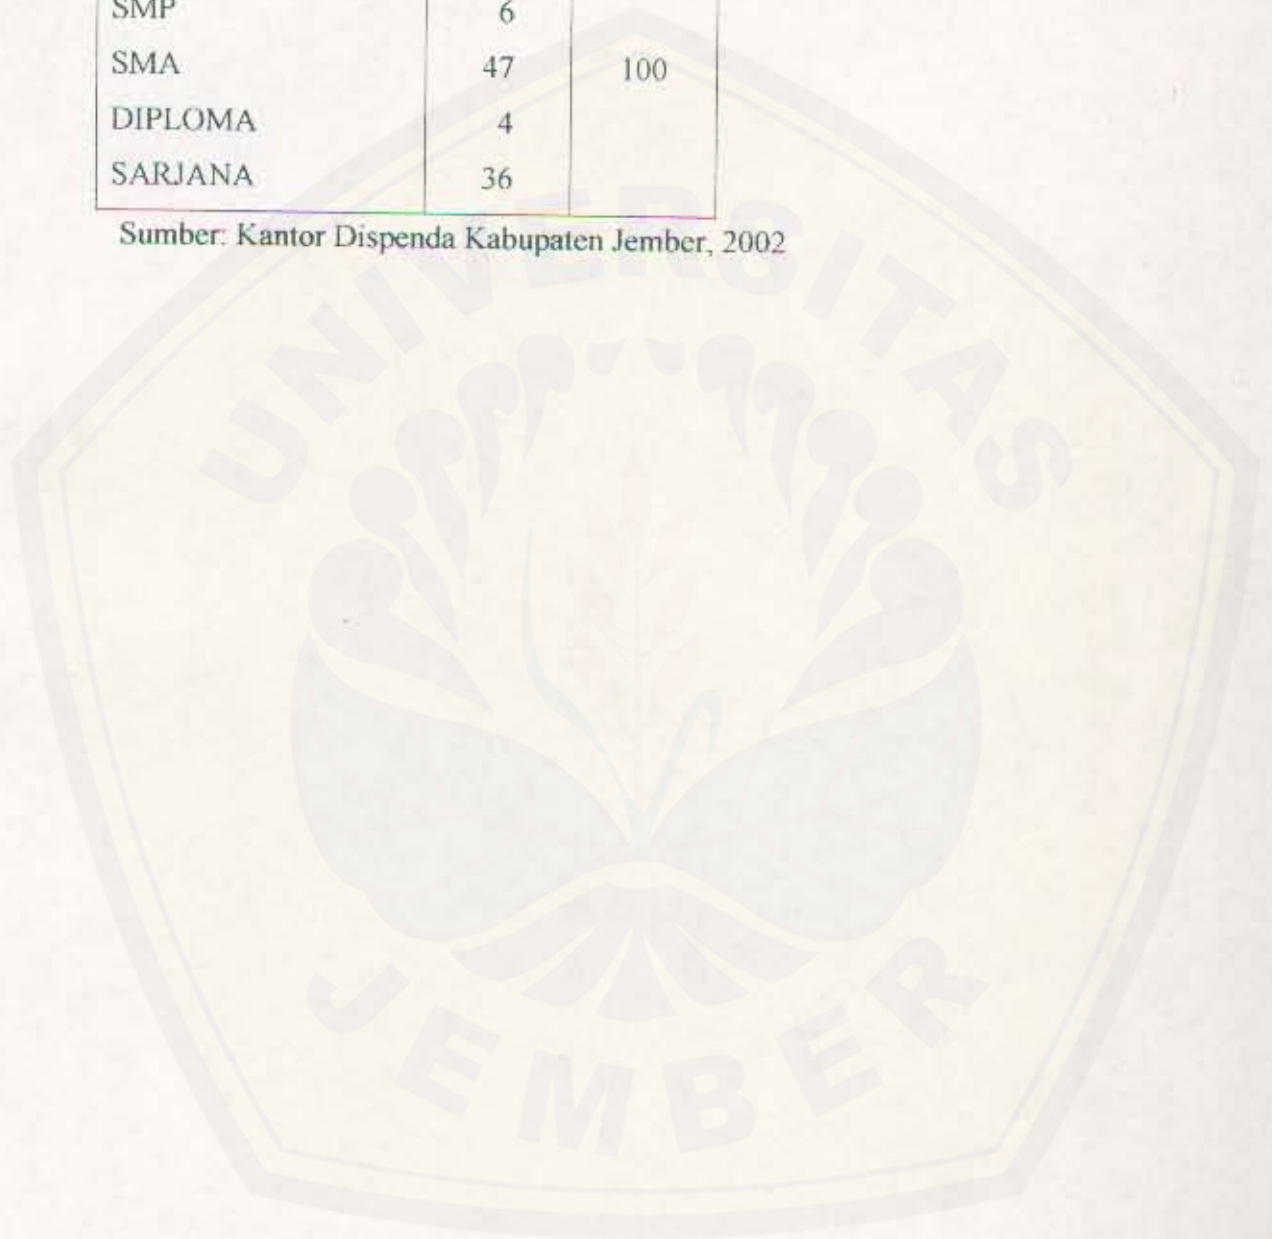 SMP 6
SMA 47 100
DIPLOMA 4
SARJANA 36
Sumber: Kantor Dispenda Kabupaten Jember, 2002
UNIVERSITAS
JEMBER